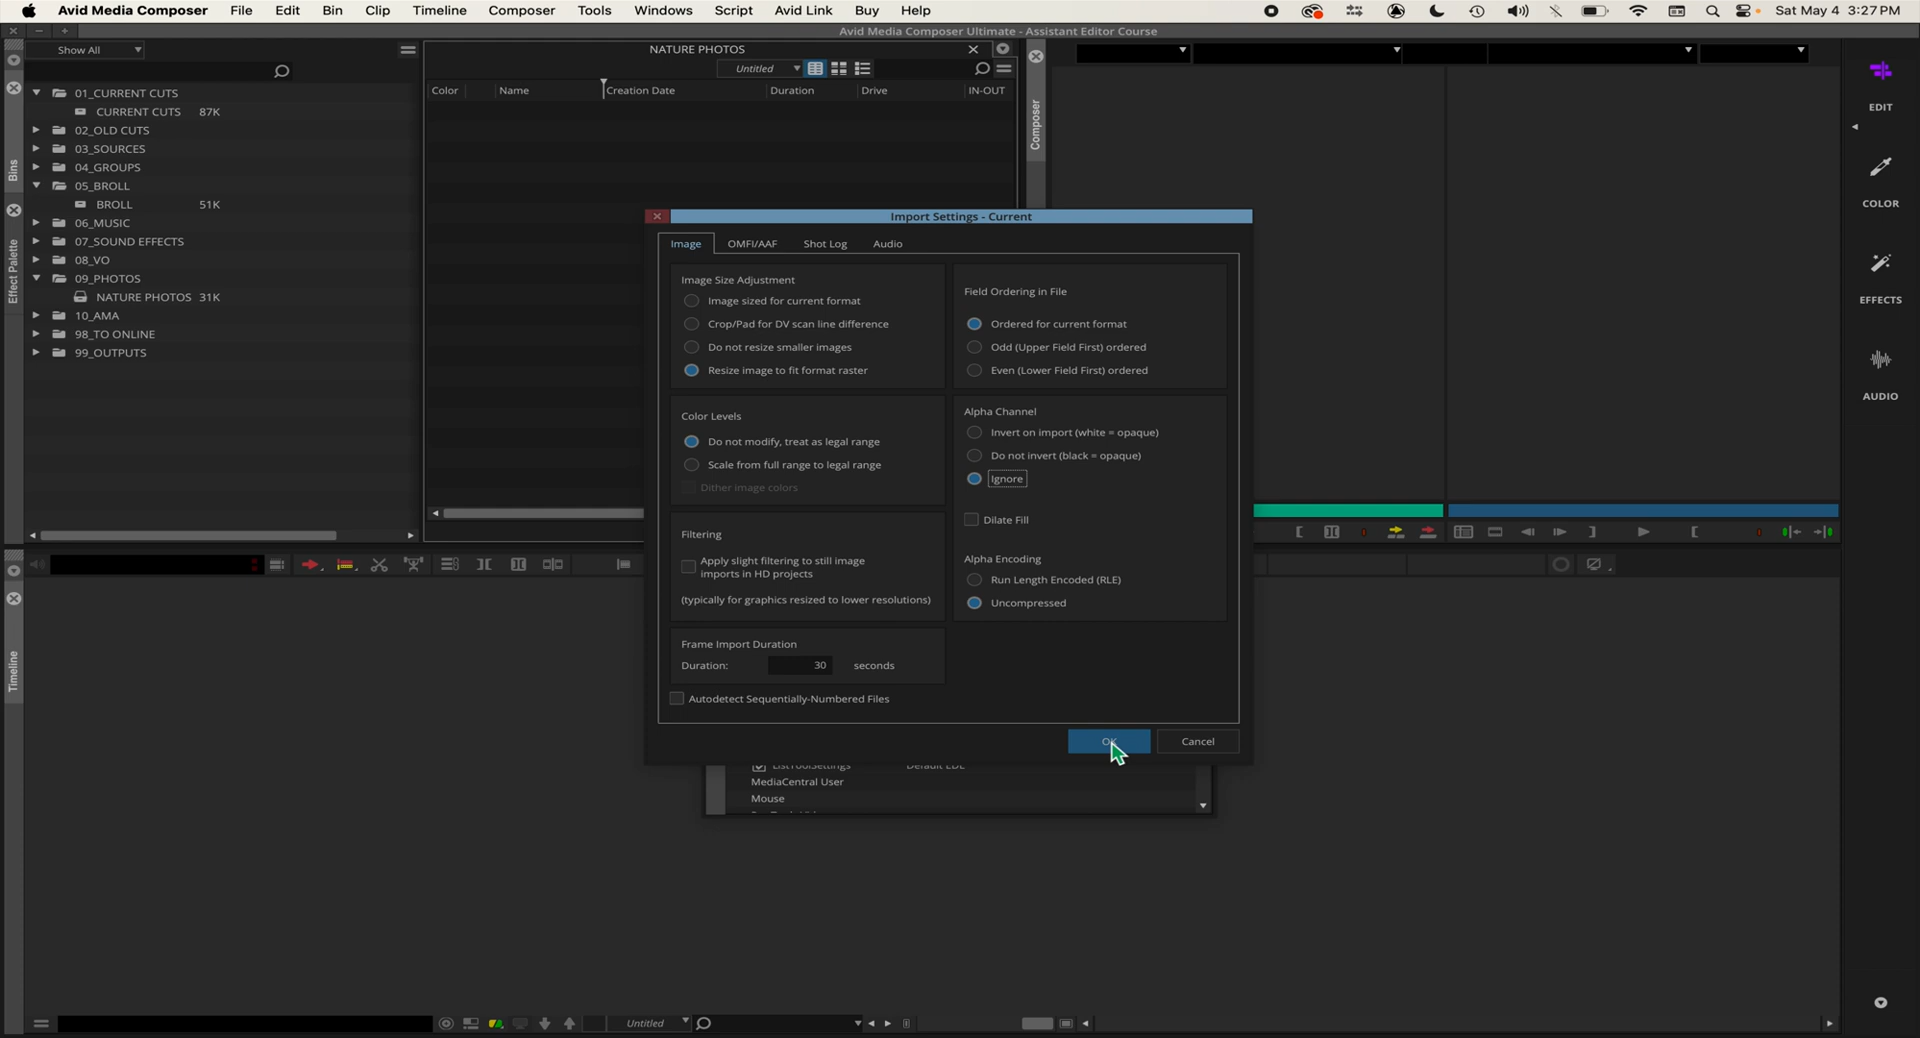 Avid Media Composer File Edit Bin Clip Timeline Composer Tools Windows Script Avid Link Buy Help Sat May 4 3:27 PM
Avid Media Composer Ultimate - Assistant Editor Course
Show All
NATURE PHOTOS
Untitled
Color Name Creation Date Duration Drive IN-OUT
Bins
01_CURRENT CUTS
CURRENT CUTS 87K
02_OLD CUTS
03_SOURCES
04_GROUPS
05_BROLL
BROLL 51K
06_MUSIC
07_SOUND EFFECTS
08_VO
09_PHOTOS
NATURE PHOTOS 31K
10_AMA
98_TO ONLINE
99_OUTPUTS
Effect Palette
Composer
EDIT
COLOR
EFFECTS
AUDIO
Import Settings - Current
Image OMFI/AAF Shot Log Audio
Image Size Adjustment
Image sized for current format
Crop/Pad for DV scan line difference
Do not resize smaller images
Resize image to fit format raster
Field Ordering in File
Ordered for current format
Odd (Upper Field First) ordered
Even (Lower Field First) ordered
Color Levels
Do not modify, treat as legal range
Scale from full range to legal range
Dither image colors
Alpha Channel
Invert on import (white = opaque)
Do not invert (black = opaque)
Ignore
Dilate Fill
Filtering
Apply slight filtering to still image
imports in HD projects
(typically for graphics resized to lower resolutions)
Alpha Encoding
Run Length Encoded (RLE)
Uncompressed
Frame Import Duration
Duration: 30 seconds
Autodetect Sequentially-Numbered Files
OK Cancel
MediaCentral User
Mouse
Timeline
Untitled